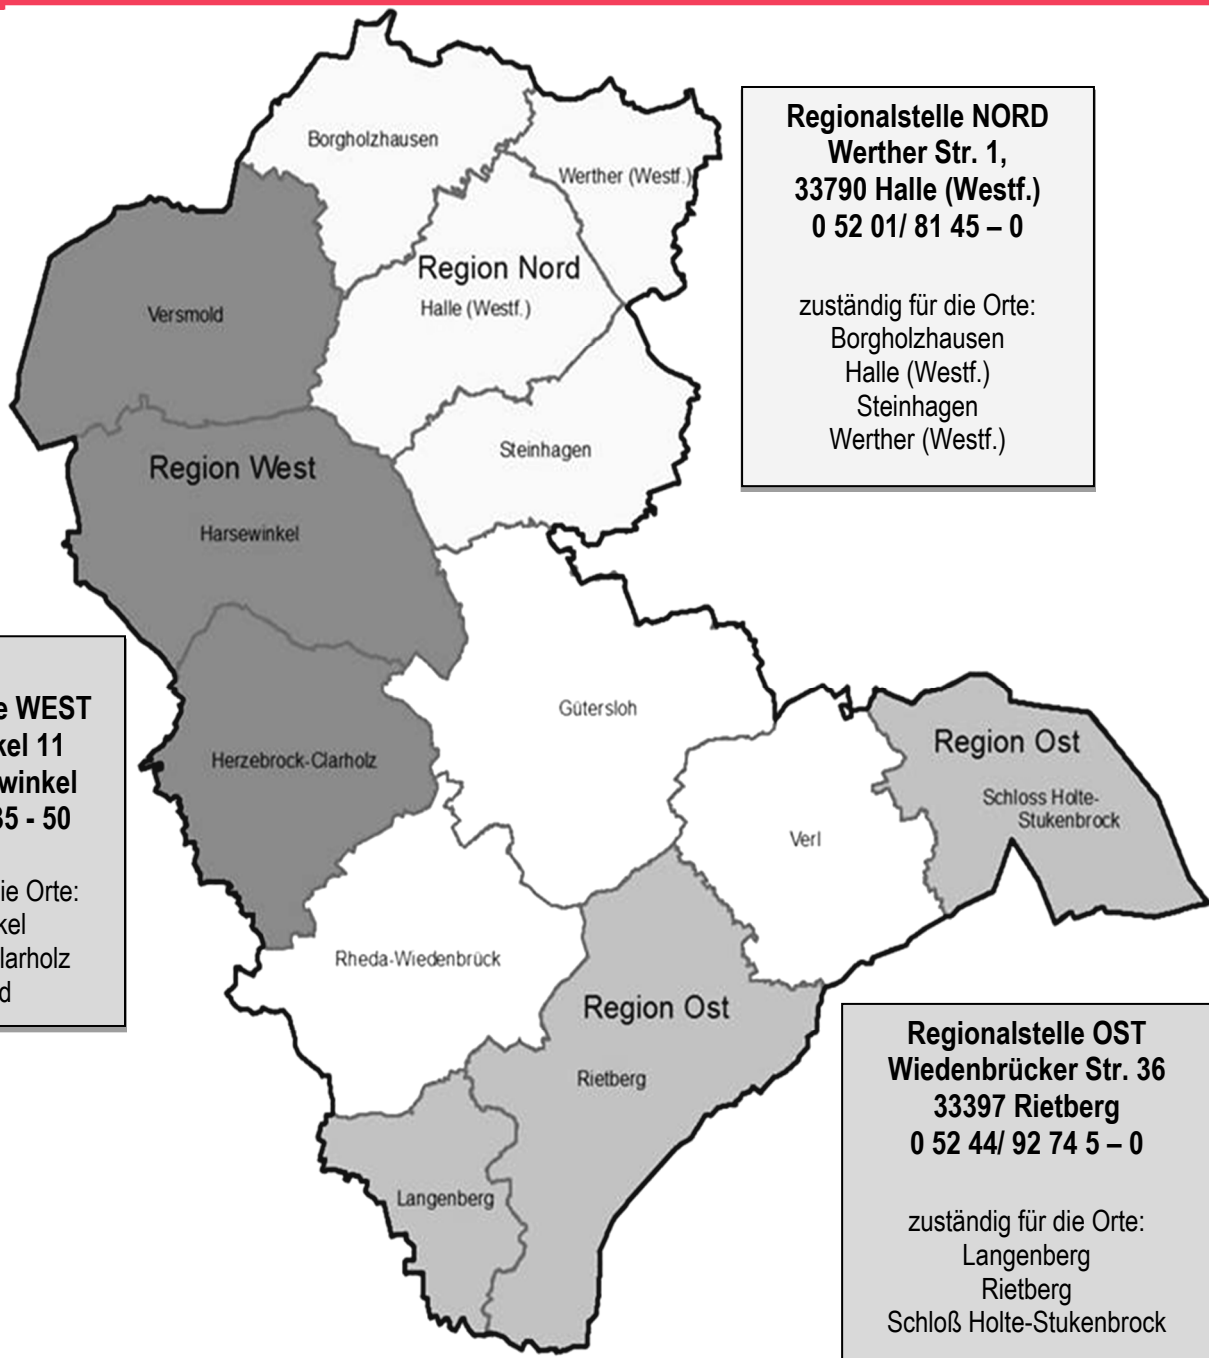 Regionalstelle NORD
Werther Str. 1,
33790 Halle (Westf.)
0 52 01/ 81 45 – 0
zuständig für die Orte:
Borgholzhausen
Halle (Westf.)
Steinhagen
Werther (Westf.)
Borgholzhausen
Werther (Westf.)
Region Nord
Halle (Westf.)
Versmold
Steinhagen
Region West
Harsewinkel
Gütersloh
Herzebrock-Clarholz
Region Ost
Schloss Holte-
Stukenbrock
Verl
Rheda-Wiedenbrück
Region Ost
Rietberg
Langenberg
e WEST
kel 11
winkel
35 - 50
ie Orte:
kel
larholz
d
Regionalstelle OST
Wiedenbrücker Str. 36
33397 Rietberg
0 52 44/ 92 74 5 – 0
zuständig für die Orte:
Langenberg
Rietberg
Schloß Holte-Stukenbrock